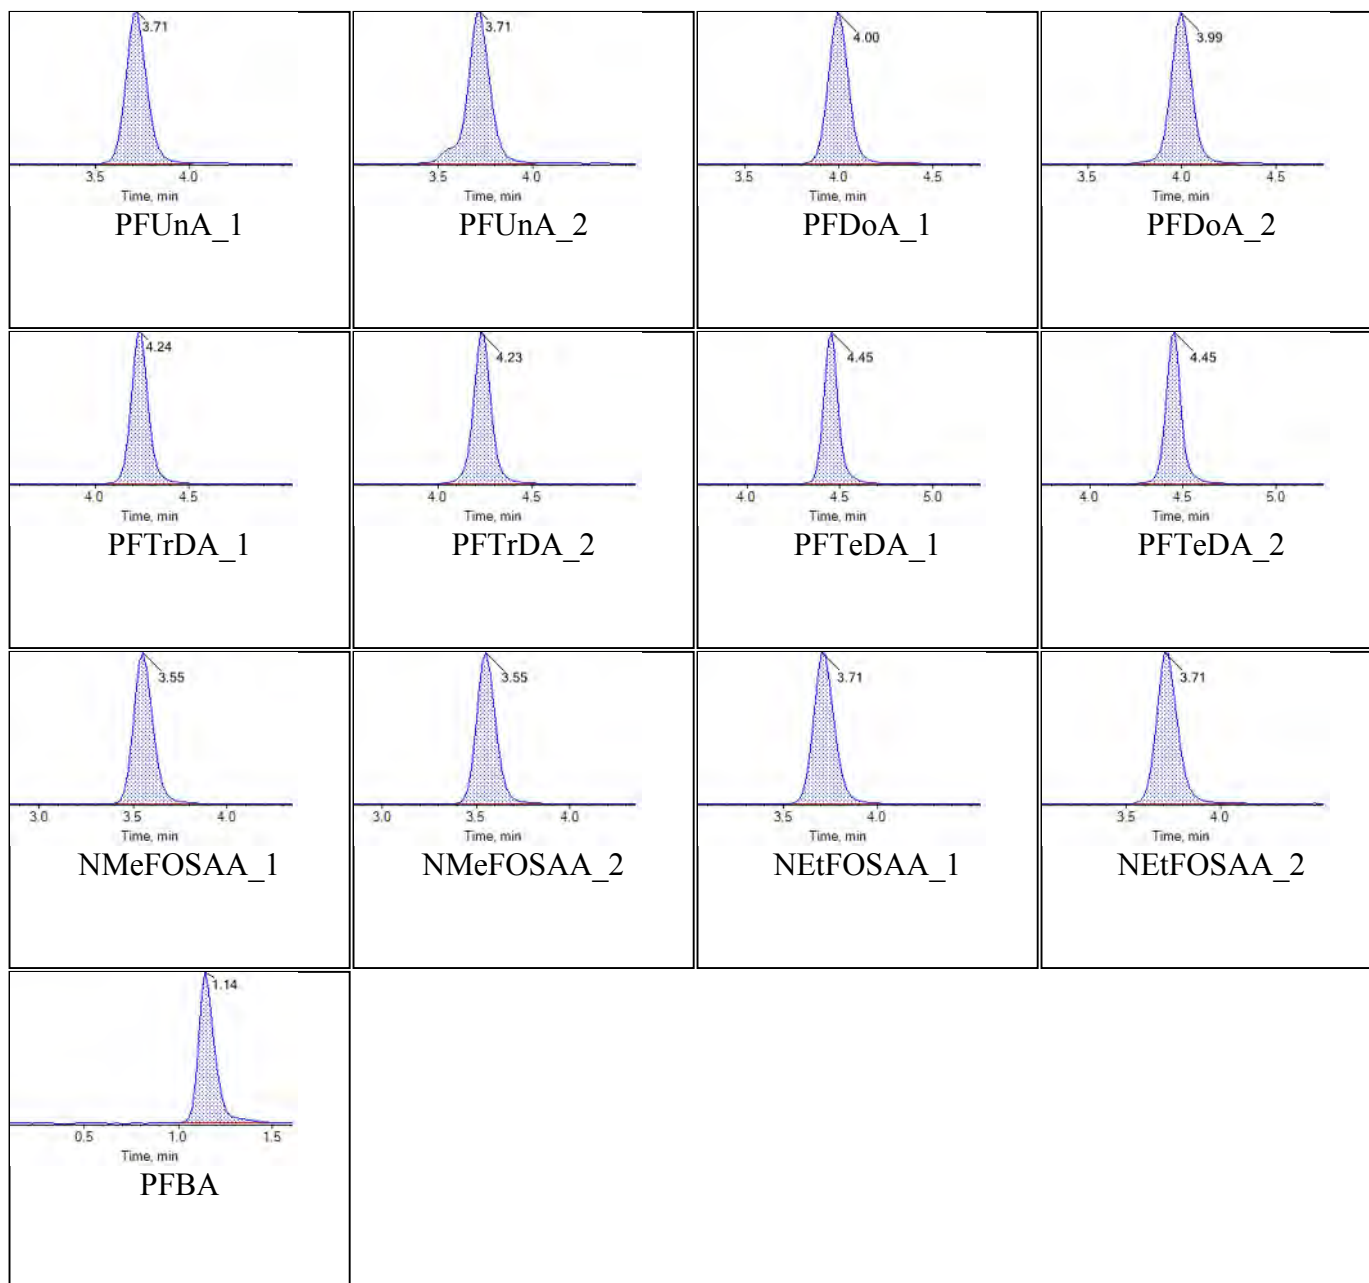 3.71
3.5 4.0
Time, min
PFUnA_1
3.71
3.5 4.0
Time, min
PFUnA_2
4.00
3.5 4.0 4.5
Time, min
PFDoA_1
3.99
3.5 4.0 4.5
Time, min
PFDoA_2
4.24
4.0 4.5
Time, min
PFTrDA_1
4.23
4.0 4.5
Time, min
PFTrDA_2
4.45
4.0 4.5 5.0
Time, min
PFTeDA_1
4.45
4.0 4.5 5.0
Time, min
PFTeDA_2
3.55
3.0 3.5 4.0
Time, min
NMeFOSAA_1
3.55
3.0 3.5 4.0
Time, min
NMeFOSAA_2
3.71
3.5 4.0
Time, min
NEtFOSAA_1
3.71
3.5 4.0
Time, min
NEtFOSAA_2
1.14
0.5 1.0 1.5
Time, min
PFBA